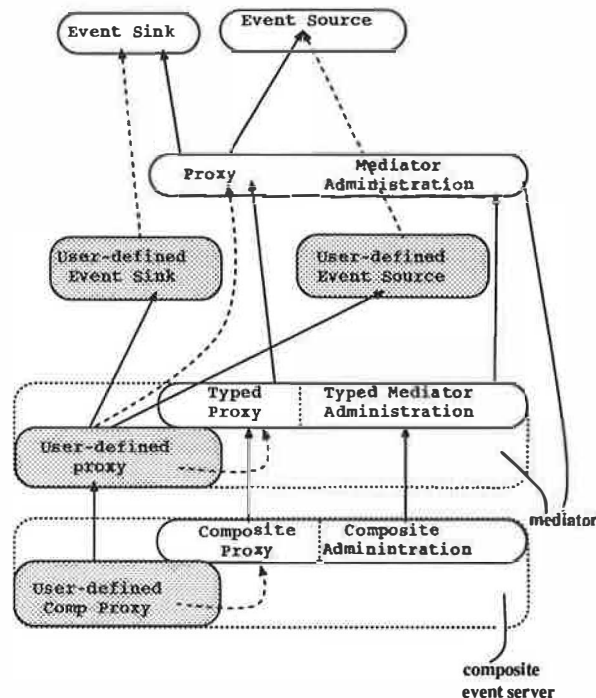 Event Sink
Event Source
Proxy
Mediator
Administration
User-defined
Event Sink
User-defined
Event Source
Typed
Proxy
Typed Mediator
Administration
User-defined
proxy
mediator
Composite
Proxy
Composite
Administration
User-defined
Comp Proxy
composite
event server